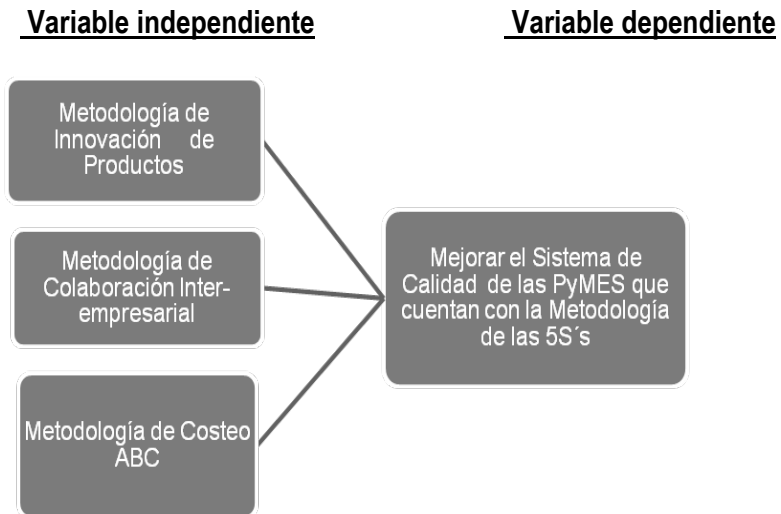 Variable independiente
Variable dependiente
Metodología de
Innovación de
Productos
Metodología de
Colaboración Inter-
empresarial
Metodología de Costeo
ABC
Mejorar el Sistema de
Calidad de las PyMES que
cuentan con la Metodología
de las 5S´s